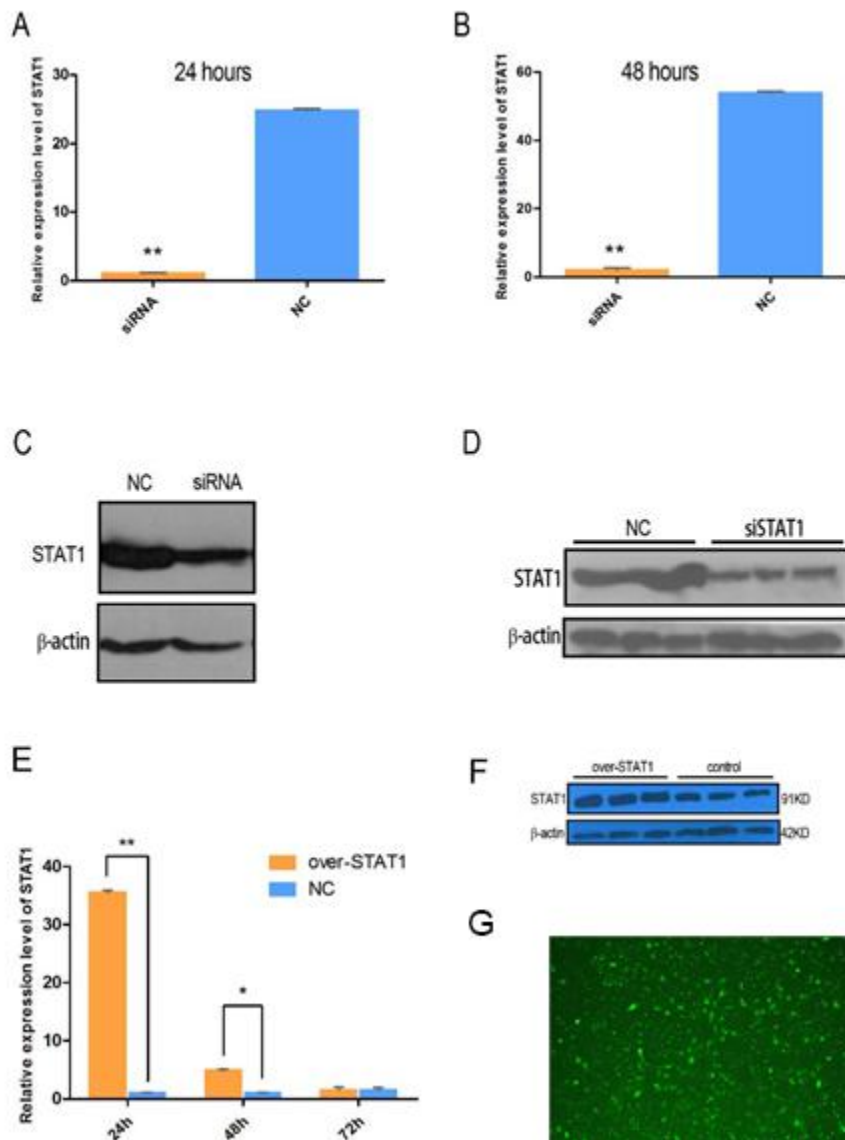 A
24 hours
Relative expression level of STAT1
30
20
10
0
**
siRNA
NC
B
48 hours
Relative expression level of STAT1
60
40
20
0
**
siRNA
NC
C
NC siRNA
STAT1
β-actin
D
NC siSTAT1
STAT1
β-actin
E
Relative expression level of STAT1
40
30
20
10
0
**
*
over-STAT1
NC
24h
48h
72h
F
over-STAT1 control
STAT1 91KD
β-actin 42KD
G